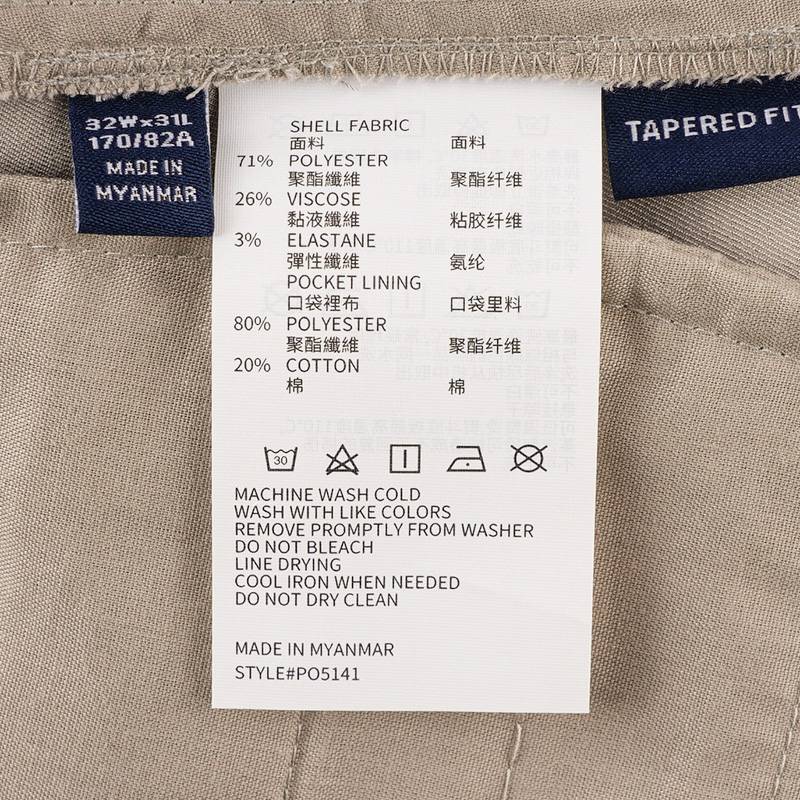 32Wx31L
170/82A
MADE IN
MYANMAR
TAPERED FIT
SHELL FABRIC
面料 面料
71% POLYESTER
聚酯纖維 聚酯纤维
26% VISCOSE
黏液纖維 粘胶纤维
3% ELASTANE
彈性纖維 氨纶
POCKET LINING
口袋裡布 口袋里料
80% POLYESTER
聚酯纖維 聚酯纤维
20% COTTON
棉 棉
30
MACHINE WASH COLD
WASH WITH LIKE COLORS
REMOVE PROMPTLY FROM WASHER
DO NOT BLEACH
LINE DRYING
COOL IRON WHEN NEEDED
DO NOT DRY CLEAN
MADE IN MYANMAR
STYLE#PO5141